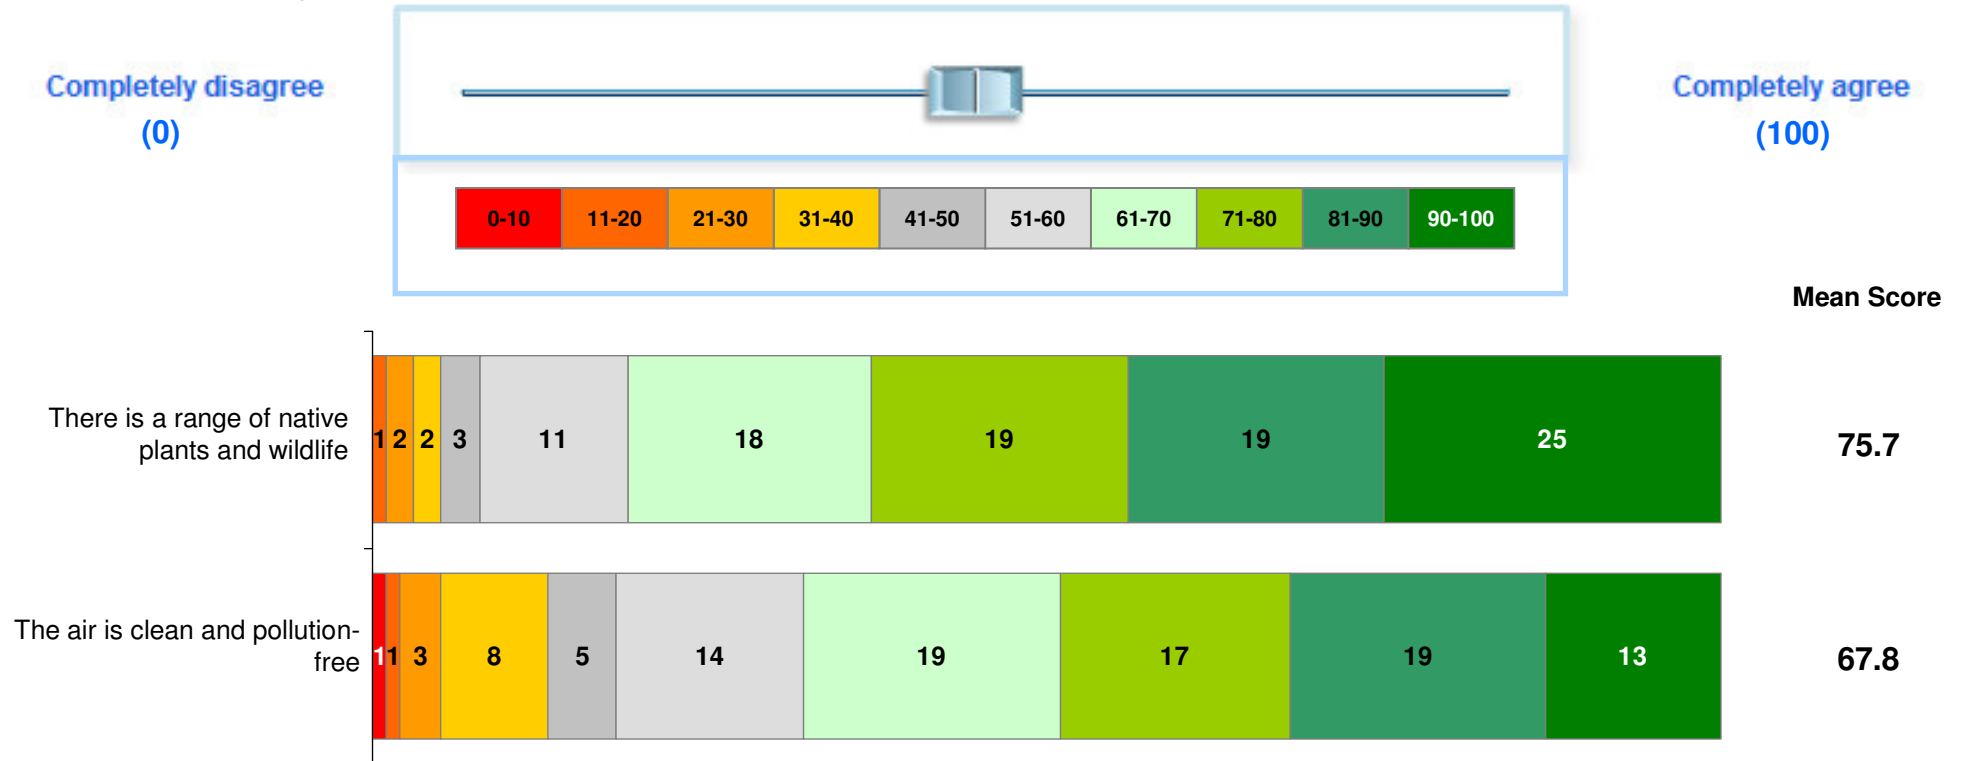 Completely disagree
(0)
Completely agree
(100)
0-10 11-20 21-30 31-40 41-50 51-60 61-70 71-80 81-90 90-100
Mean Score
There is a range of native
plants and wildlife
1 2 2 3 11 18 19 19 25
75.7
The air is clean and pollution-
free
1 1 3 8 5 14 19 17 19 13
67.8